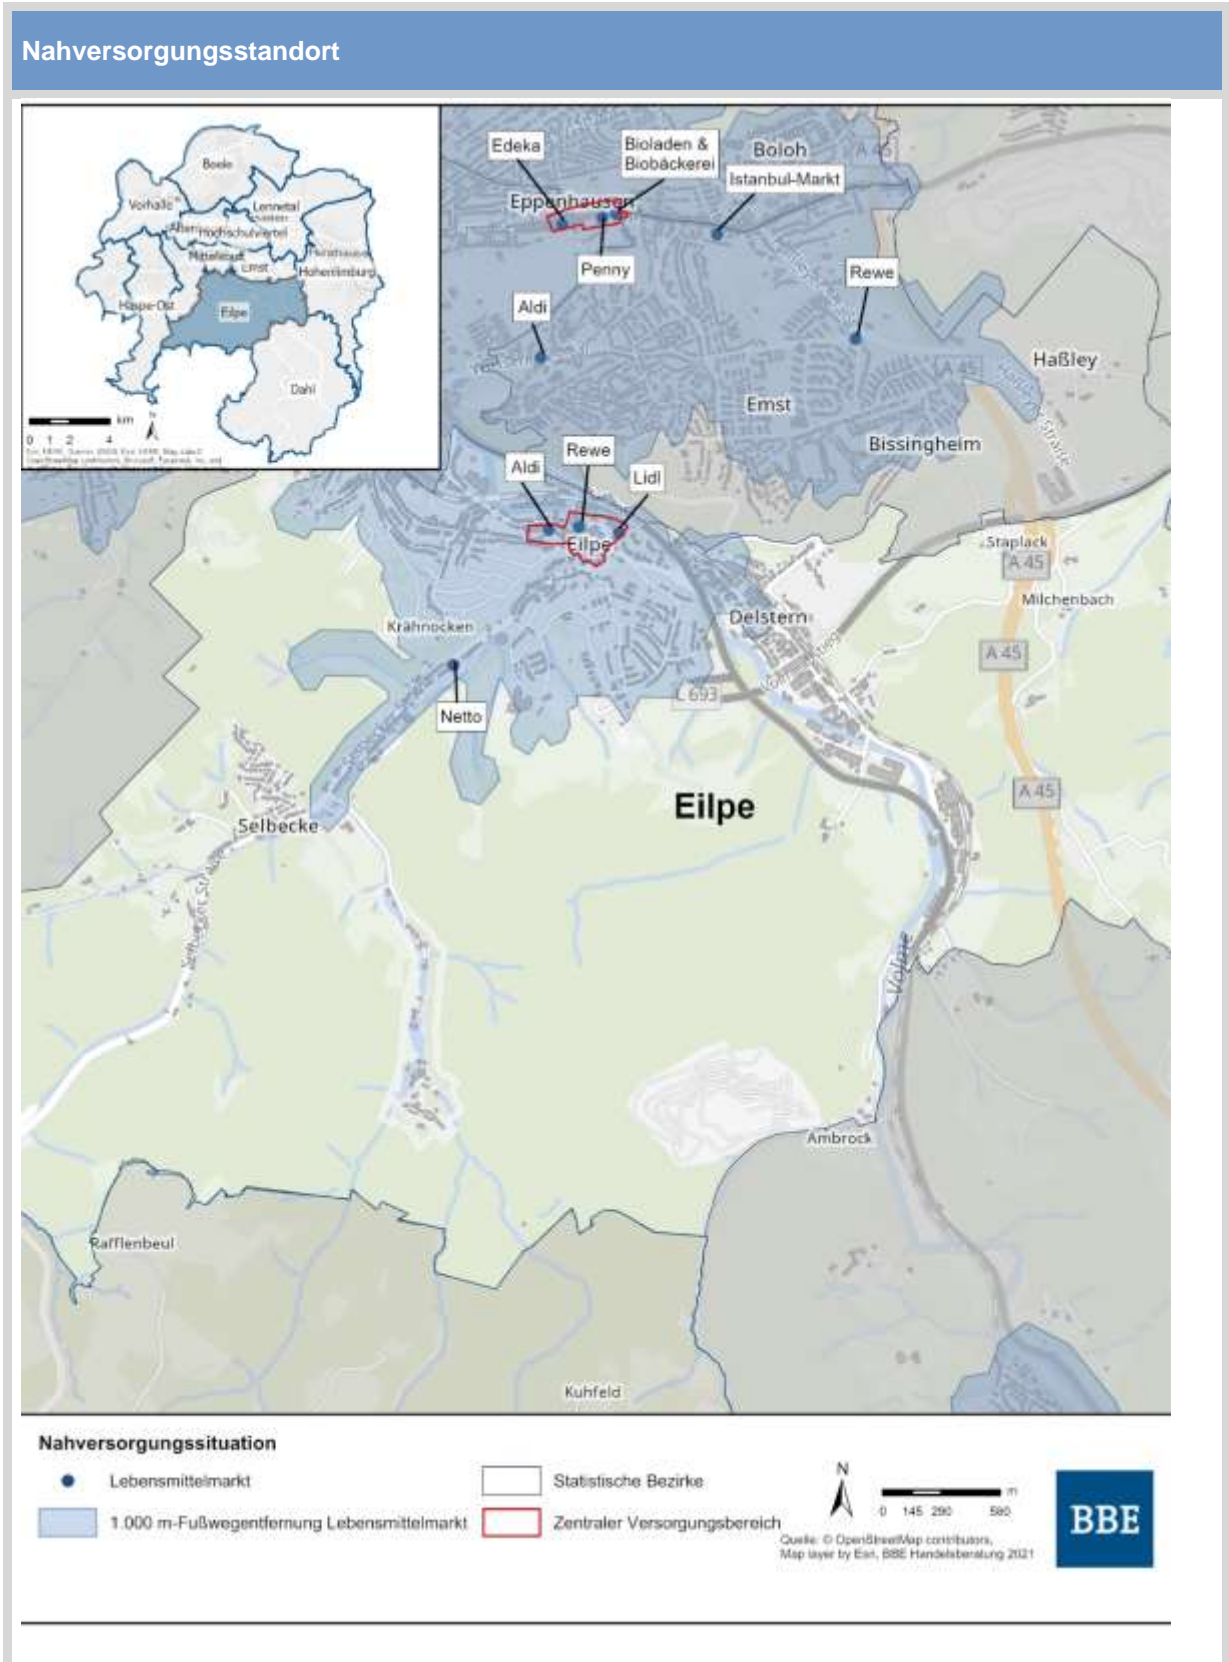 Nahversorgungsstandort
Boele
Vorhalle
Lennetal
Hochschulviertel
Mittelstadt
Emst
Hohenlimburg
Haspe-Ost
Eilpe
Dahl
km
N
0 1 2 4
Edeka
Bioladen &
Biobäckerei
Boloh
A 45
Istanbul-Markt
Eppenhausen
Penny
Rewe
Aldi
Haßley
A 45
Emst
Bissingheim
Straße
Rewe
Aldi
Lidl
Eilpe
Staplack
A 45
Milchenbach
Delstern
Krähnocken
A 45
L 693
Netto
Eilpe
A 45
Selbecke
Volme
Ambrock
Rafflenbeul
Kuhfeld
Nahversorgungssituation
Lebensmittelmarkt
1.000 m-Fußwegentfernung Lebensmittelmarkt
Statistische Bezirke
Zentraler Versorgungsbereich
N
m
0 145 290 580
Quelle: © OpenStreetMap contributors,
Map layer by Esri, BBE Handelsberatung 2021
BBE